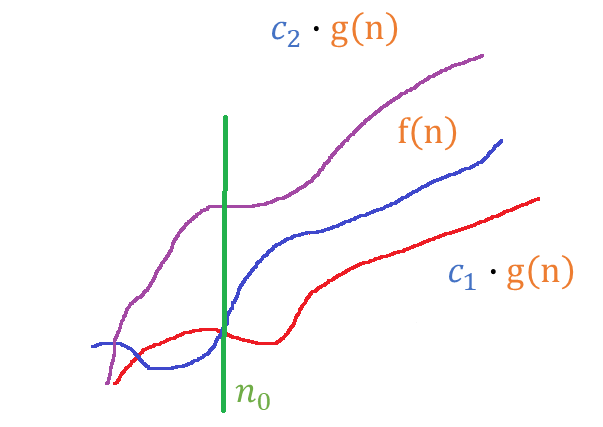 c₂ · g(n)
f(n)
c₁ · g(n)
n₀